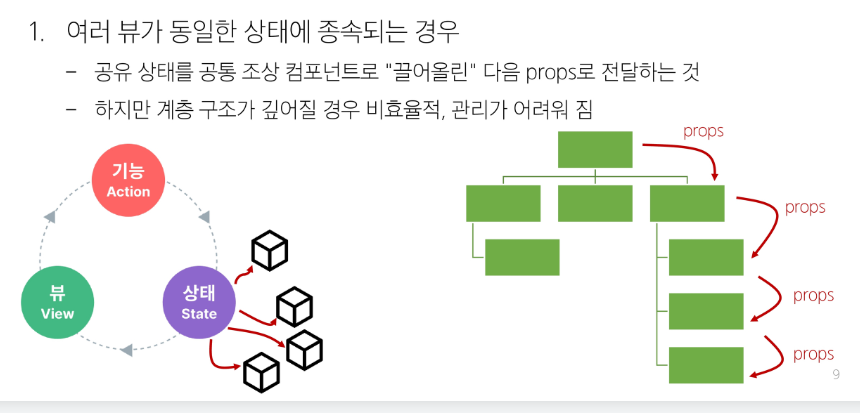 1. 여러 뷰가 동일한 상태에 종속되는 경우
– 공유 상태를 공통 조상 컴포넌트로 "끌어올린" 다음 props로 전달하는 것
– 하지만 계층 구조가 깊어질 경우 비효율적, 관리가 어려워 짐
기능
Action
뷰
View
상태
State
props
props
props
props
9